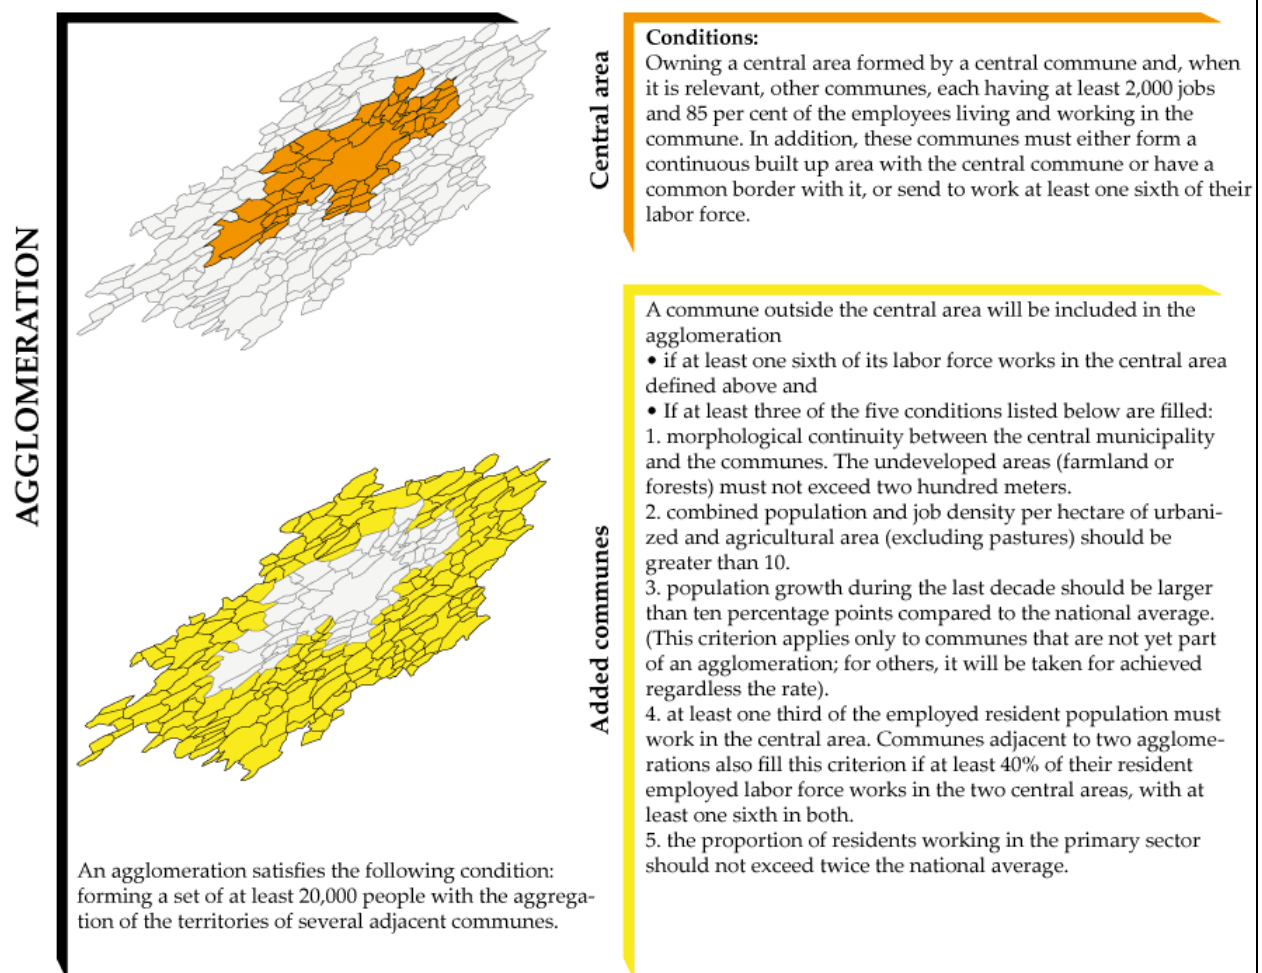 AGGLOMERATION
Central area
Conditions:
Owning a central area formed by a central commune and, when
it is relevant, other communes, each having at least 2,000 jobs
and 85 per cent of the employees living and working in the
commune. In addition, these communes must either form a
continuous built up area with the central commune or have a
common border with it, or send to work at least one sixth of their
labor force.
Added communes
A commune outside the central area will be included in the
agglomeration
• if at least one sixth of its labor force works in the central area
defined above and
• If at least three of the five conditions listed below are filled:
1. morphological continuity between the central municipality
and the communes. The undeveloped areas (farmland or
forests) must not exceed two hundred meters.
2. combined population and job density per hectare of urbani-
zed and agricultural area (excluding pastures) should be
greater than 10.
3. population growth during the last decade should be larger
than ten percentage points compared to the national average.
(This criterion applies only to communes that are not yet part
of an agglomeration; for others, it will be taken for achieved
regardless the rate).
4. at least one third of the employed resident population must
work in the central area. Communes adjacent to two agglome-
rations also fill this criterion if at least 40% of their resident
employed labor force works in the two central areas, with at
least one sixth in both.
5. the proportion of residents working in the primary sector
should not exceed twice the national average.
An agglomeration satisfies the following condition:
forming a set of at least 20,000 people with the aggrega-
tion of the territories of several adjacent communes.